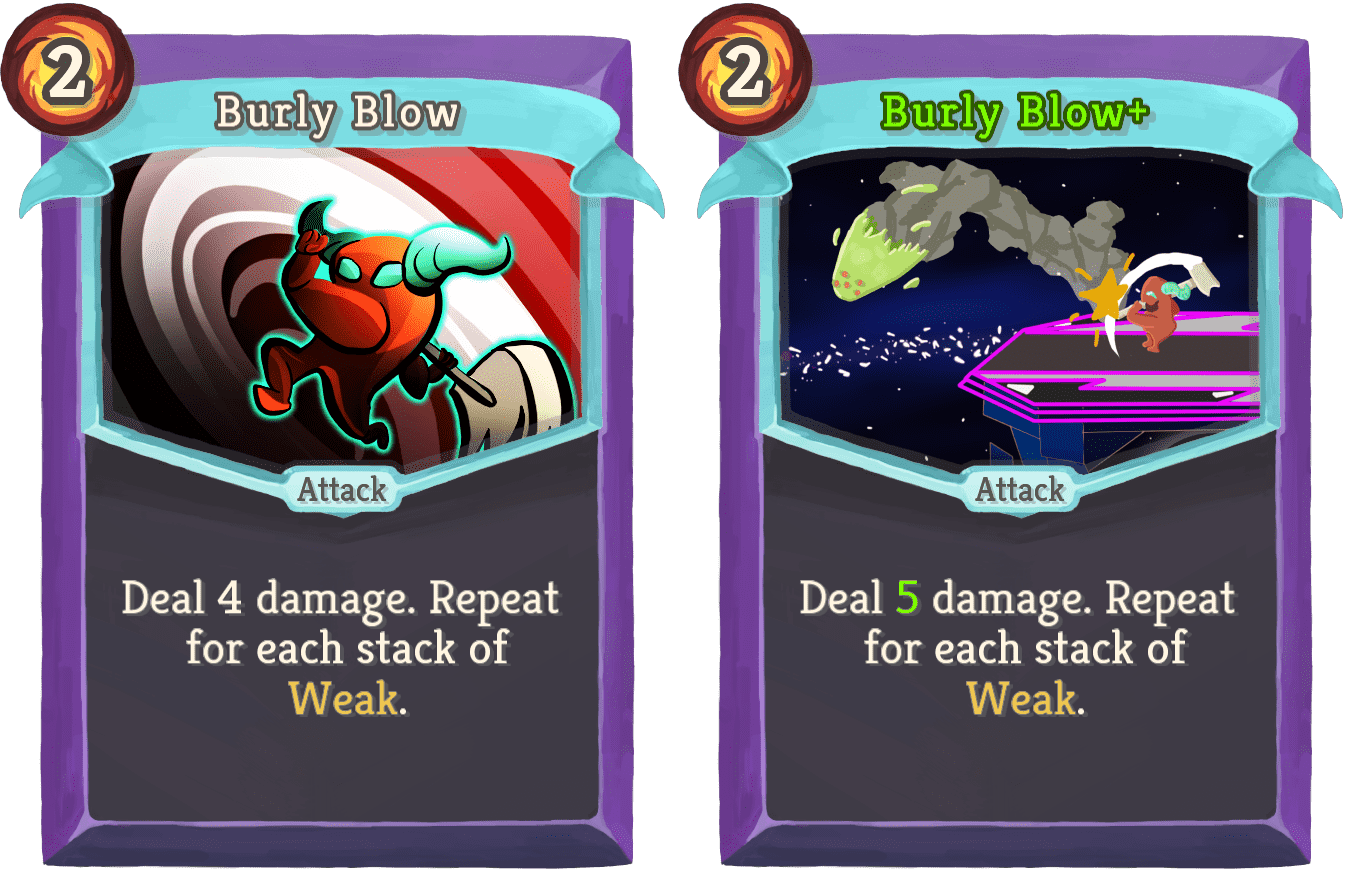 2
Burly Blow
Attack
Deal 4 damage. Repeat
for each stack of
Weak.
2
Burly Blow+
Attack
Deal 5 damage. Repeat
for each stack of
Weak.